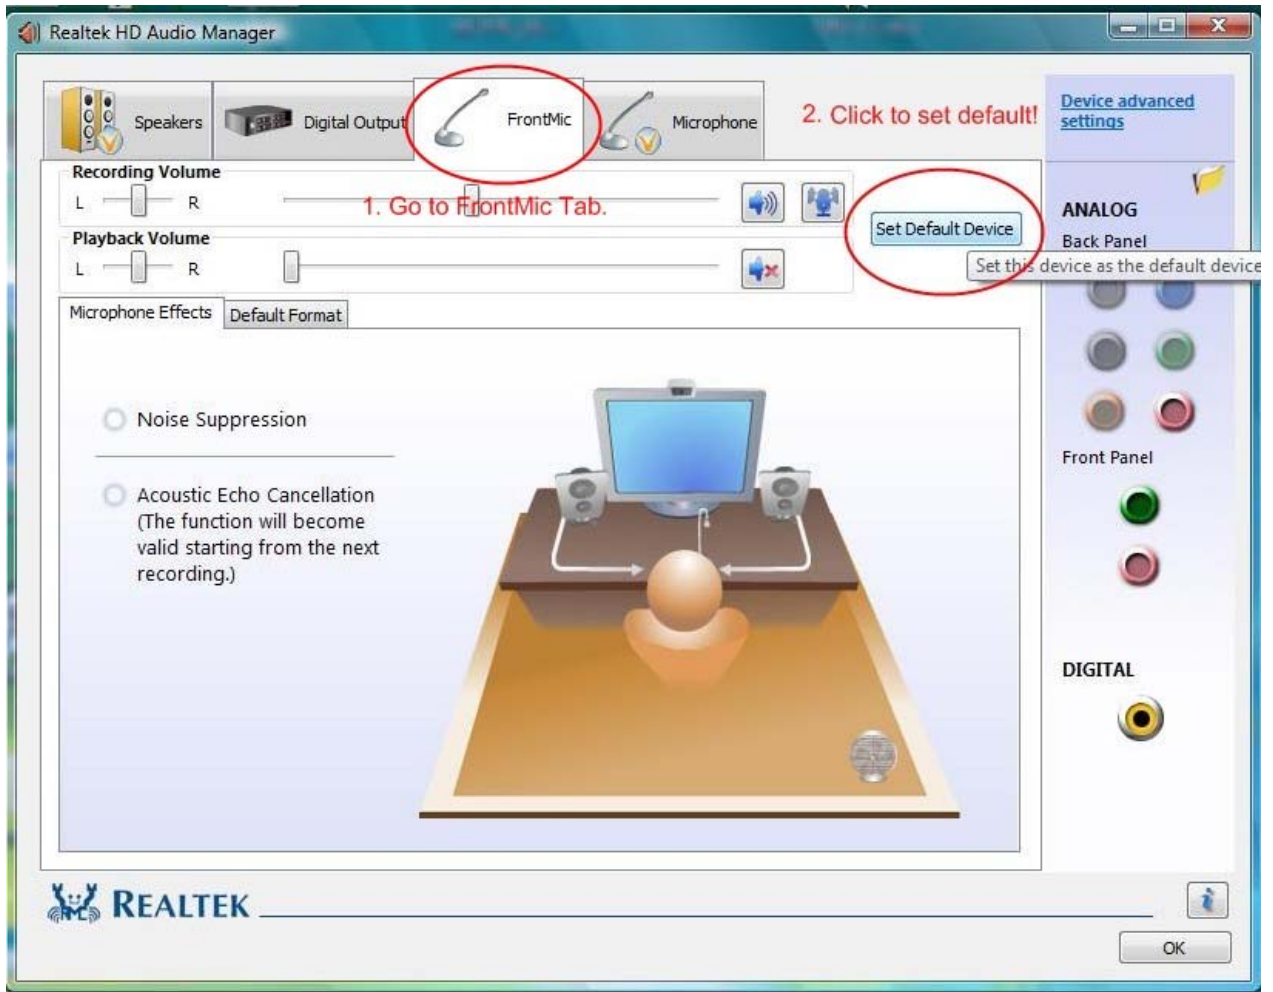 Realtek HD Audio Manager
Speakers
Digital Output
FrontMic
Microphone
2. Click to set default!
Device advanced
settings
Recording Volume
L R
1. Go to FrontMic Tab.
Set Default Device
Set this device as the default device
Playback Volume
L R
ANALOG
Back Panel
Microphone Effects
Default Format
Noise Suppression
Acoustic Echo Cancellation
(The function will become
valid starting from the next
recording.)
Front Panel
DIGITAL
REALTEK
OK